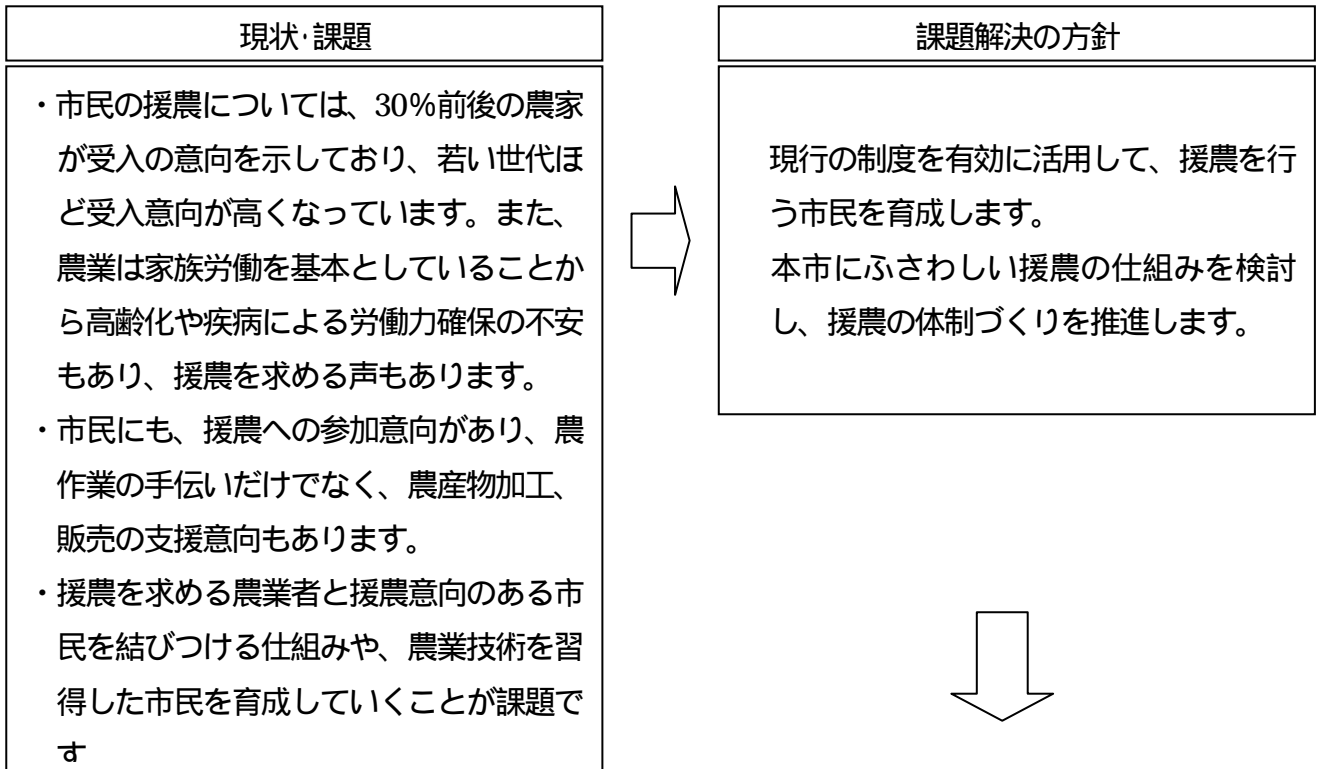 現状・課題
・市民の援農については、30%前後の農家
が受入の意向を示しており、若い世代ほ
ど受入意向が高くなっています。また、
農業は家族労働を基本としていることか
ら高齢化や疾病による労働力確保の不安
もあり、援農を求める声もあります。
・市民にも、援農への参加意向があり、農
作業の手伝いだけでなく、農産物加工、
販売の支援意向もあります。
・援農を求める農業者と援農意向のある市
民を結びつける仕組みや、農業技術を習
得した市民を育成していくことが課題で
す
課題解決の方針
現行の制度を有効に活用して、援農を行
う市民を育成します。
本市にふさわしい援農の仕組みを検討
し、援農の体制づくりを推進します。